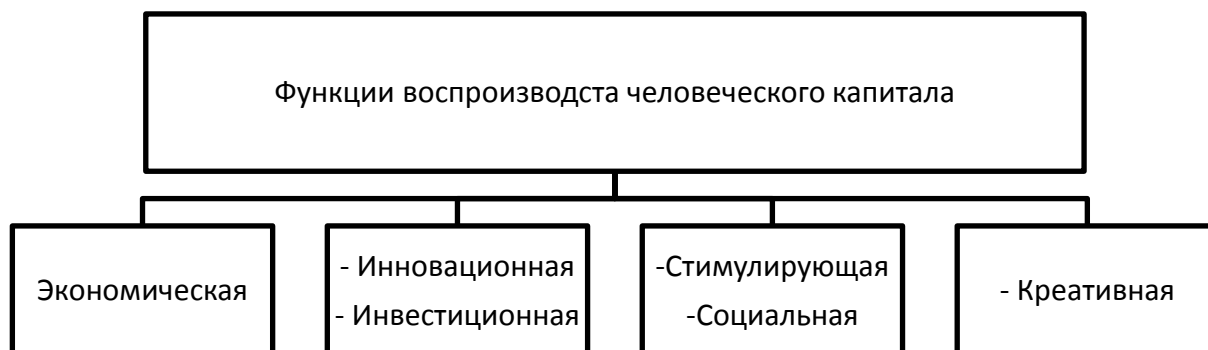 Функции воспроизводста человеческого капитала
Экономическая
- Инновационная
- Инвестиционная
-Стимулирующая
-Социальная
- Креативная